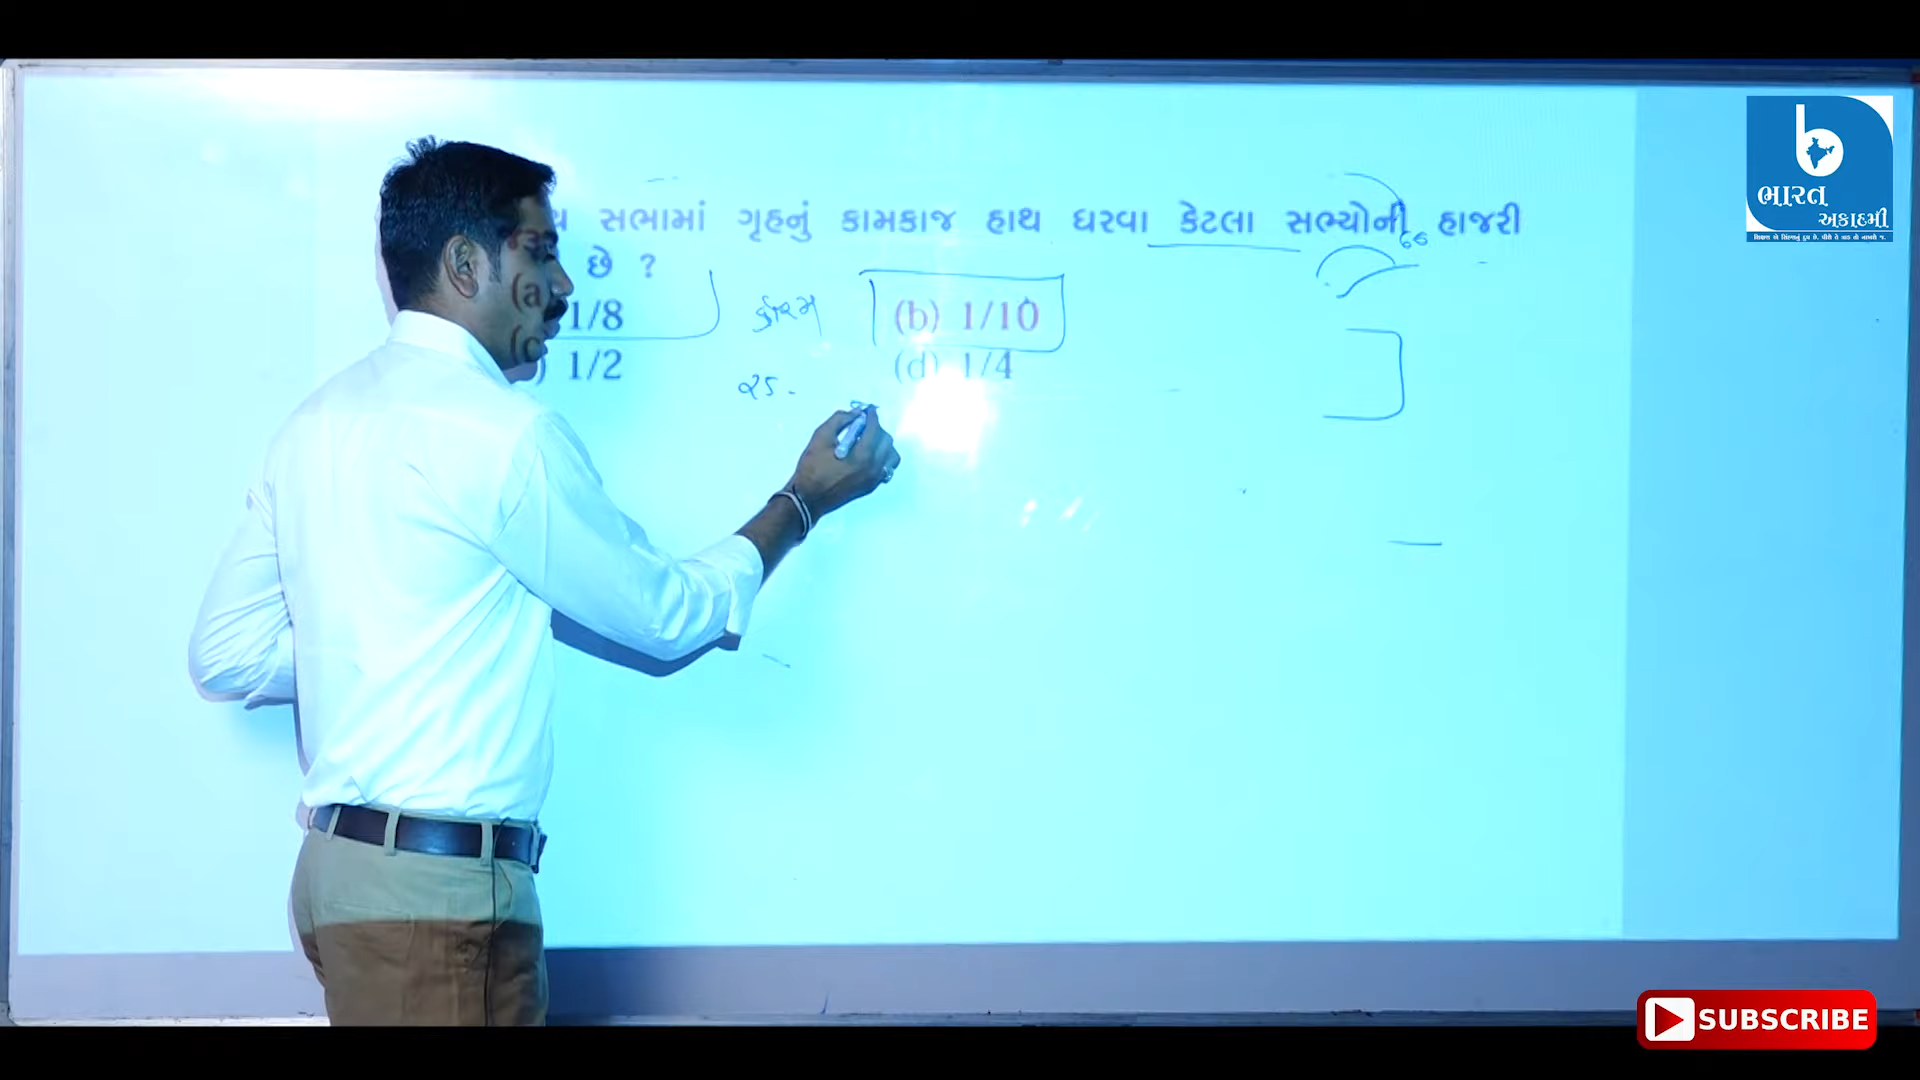 સભામાં ગૃહનું કામકાજ હાથ ધરવા કેટલા સભ્યોની હાજરી
છે ?
(a) 1/8 કોરમ (b) 1/10
(c) 1/2 (d) 1/4
b
ભારત
અકાદમી
SUBSCRIBE